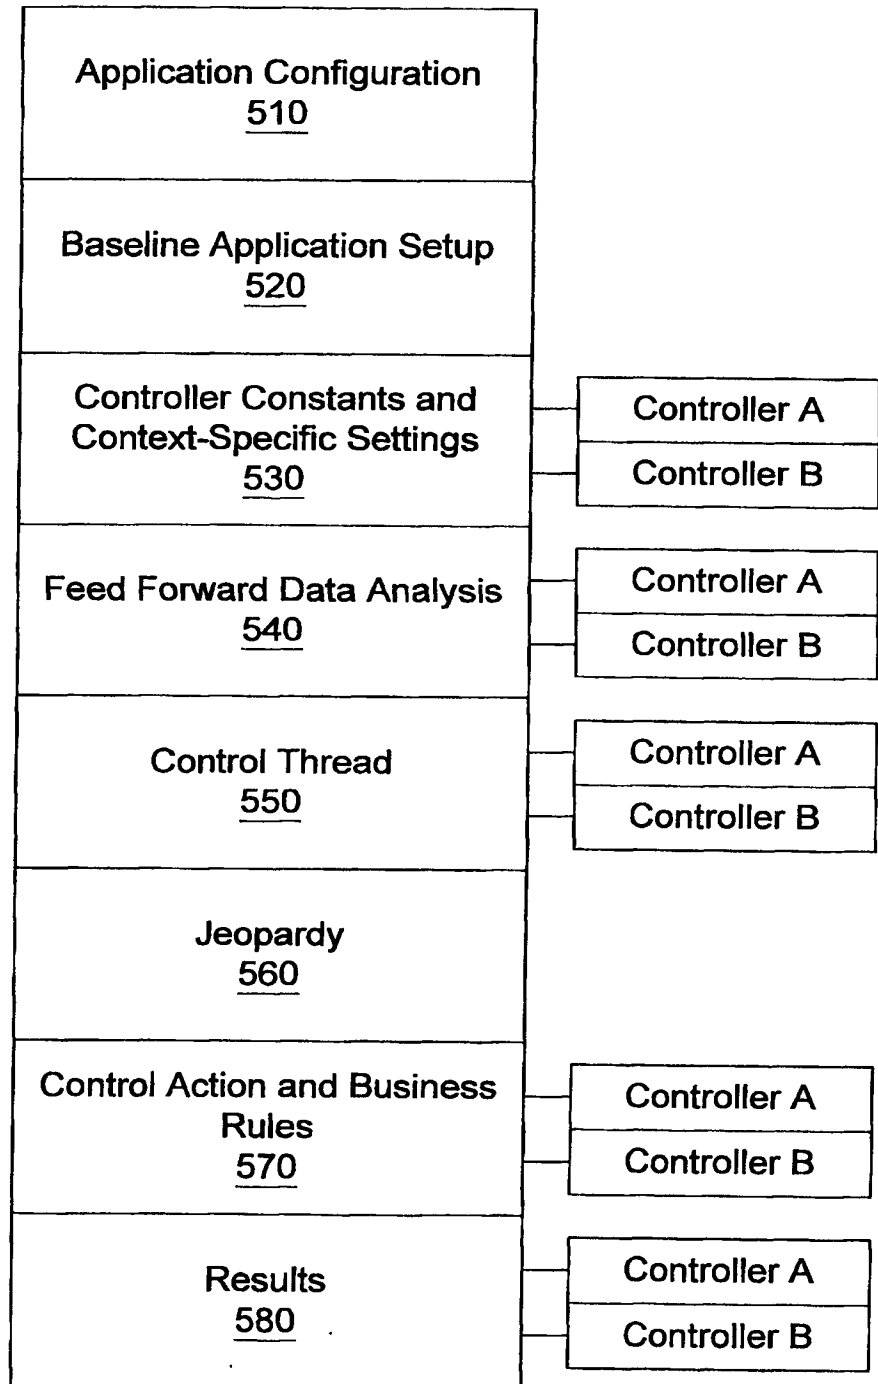 Application Configuration
510
Baseline Application Setup
520
Controller Constants and
Context-Specific Settings
530
Controller A
Controller B
Feed Forward Data Analysis
540
Controller A
Controller B
Control Thread
550
Controller A
Controller B
Jeopardy
560
Control Action and Business
Rules
570
Controller A
Controller B
Results
580
Controller A
Controller B